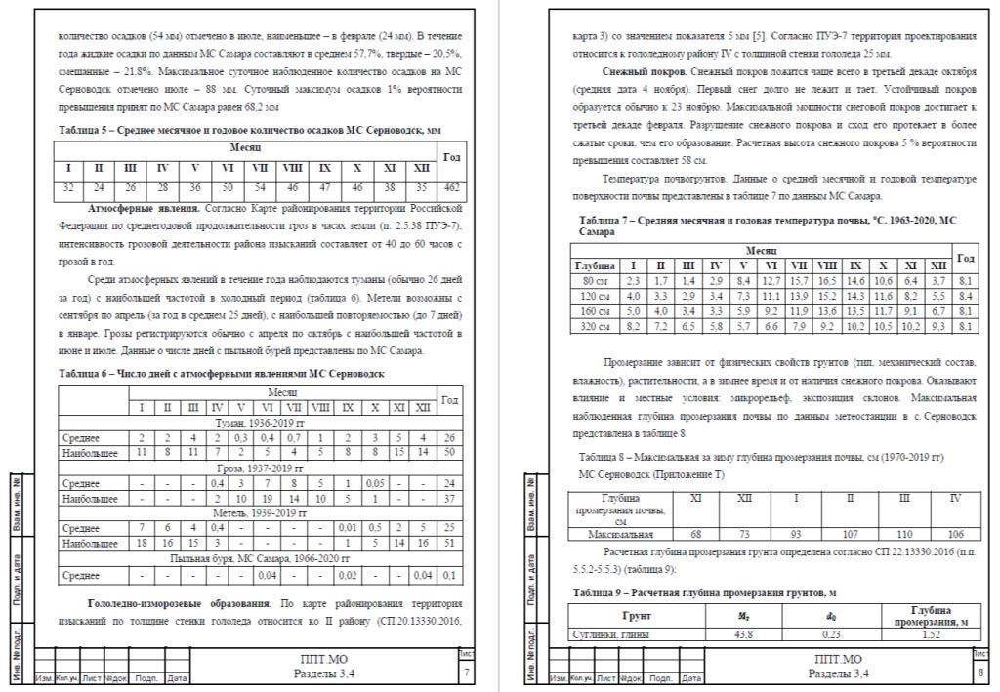 количество осадков (54 мм) отмечено в июле, наименьшее – в феврале (24 мм). В течение
года жидкие осадки по данным МС Самара составляют в среднем 57,7%, твердые – 20,5%,
смешанные – 21.8%. Максимальное суточное наблюденное количество осадков на МС
Серноводск отмечено июле – 88 мм. Суточный максимум осадков 1% вероятности
превышения принят по МС Самара равен 68,2 мм
Таблица 5 – Среднее месячное и годовое количество осадков МС Серноводск, мм
Месяц Год
I II III IV V VI VII VIII IX X XI XII
32 24 26 28 36 50 54 46 47 46 38 35 462
Атмосферные явления. Согласно Карте районирования территории Российской
Федерации по среднегодовой продолжительности гроз в часах земли (п. 2.5.38 ПУЭ-7),
интенсивность грозовой деятельности района изысканий составляет от 40 до 60 часов с
грозой в год.
Среди атмосферных явлений в течение года наблюдаются туманы (обычно 26 дней
за год) с наибольшей частотой в холодный период (таблица 6). Метели возможны с
сентября по апрель (за год в среднем 25 дней), с наибольшей повторяемостью (до 7 дней)
в январе. Грозы регистрируются обычно с апреля по октябрь с наибольшей частотой в
июне и июле. Данные о числе дней с пыльной бурей представлены по МС Самара.
Таблица 6 – Число дней с атмосферными явлениями МС Серноводск
Месяц Год
I II III IV V VI VII VIII IX X XI XII
Туман, 1936-2019 гг
Среднее 2 2 4 2 0,3 0,4 0,7 1 2 3 5 4 26
Наибольшее 11 8 11 7 2 5 4 5 8 8 15 14 50
Гроза, 1937-2019 гг
Среднее - - - 0,4 3 7 8 5 1 0,05 - - 24
Наибольшее - - - 2 10 19 14 10 5 1 - - 37
Метель, 1939-2019 гг
Среднее 7 6 4 0,4 - - - - 0,01 0,5 2 5 25
Наибольшее 18 16 15 3 - - - - 1 5 14 16 51
Пыльная буря, МС Самара, 1966-2020 гг
Среднее - - - - - 0,04 - - 0,02 - - 0,04 0,1
Гололедно-изморозевые образования. По карте районирования территория
изысканий по толщине стенки гололеда относится ко II району (СП 20.13330.2016,
Взам. инв. №
Подп. и дата
Инв. № подл.
Изм. Кол.уч. Лист №док Подп. Дата
ППТ.МО
Разделы 3,4
Лист
7
карта 3) со значением показателя 5 мм [5]. Согласно ПУЭ-7 территория проектирования
относится к гололедному району IV с толщиной стенки гололеда 25 мм.
Снежный покров. Снежный покров ложится чаще всего в третьей декаде октября
(средняя дата 4 ноября). Первый снег долго не лежит и тает. Устойчивый покров
образуется обычно к 23 ноябрю. Максимальной мощности снеговой покров достигает к
третьей декаде февраля. Разрушение снежного покрова и сход его протекает в более
сжатые сроки, чем его образование. Расчетная высота снежного покрова 5 % вероятности
превышения составляет 58 см.
Температура почвогрунтов. Данные о средней месячной и годовой температуре
поверхности почвы представлены в таблице 7 по данным МС Самара.
Таблица 7 – Средняя месячная и годовая температура почвы, °С. 1963-2020, МС
Самара
Месяц Год
Глубина I II III IV V VI VII VIII IX X XI XII
80 см 2,3 1,7 1,4 2,9 8,4 12,7 15,7 16,5 14,6 10,6 6,4 3,7 8,1
120 см 4,0 3,3 2,9 3,4 7,3 11,1 13,9 15,2 14,3 11,6 8,2 5,5 8,4
160 см 5,0 4,0 3,4 3,3 5,9 9,2 11,9 13,6 13,5 11,7 9,1 6,7 8,1
320 см 8,2 7,2 6,5 5,8 5,7 6,6 7,9 9,2 10,2 10,5 10,2 9,3 8,1
Промерзание зависит от физических свойств грунтов (тип, механический состав,
влажность), растительности, а в зимнее время и от наличия снежного покрова. Оказывают
влияние и местные условия: микрорельеф, экспозиция склонов. Максимальная
наблюденная глубина промерзания почвы по данным метеостанции в с. Серноводск
представлена в таблице 8.
Таблица 8 – Максимальная за зиму глубина промерзания почвы, см (1970-2019 гг)
МС Серноводск (Приложение Т)
Глубина XI XII I II III IV
промерзания почвы,
см
Максимальная 68 73 93 107 110 106
Расчетная глубина промерзания грунта определена согласно СП 22.13330.2016 (п.п.
5.5.2-5.5.3) (таблица 9):
Таблица 9 – Расчетная глубина промерзания грунтов, м
Грунт Mt d0 Глубина
промерзания, м
Суглинки, глины 43,8 0,23 1,52
Взам. инв. №
Подп. и дата
Инв. № подл.
Изм. Кол.уч. Лист №док Подп. Дата
ППТ.МО
Разделы 3,4
Лист
8